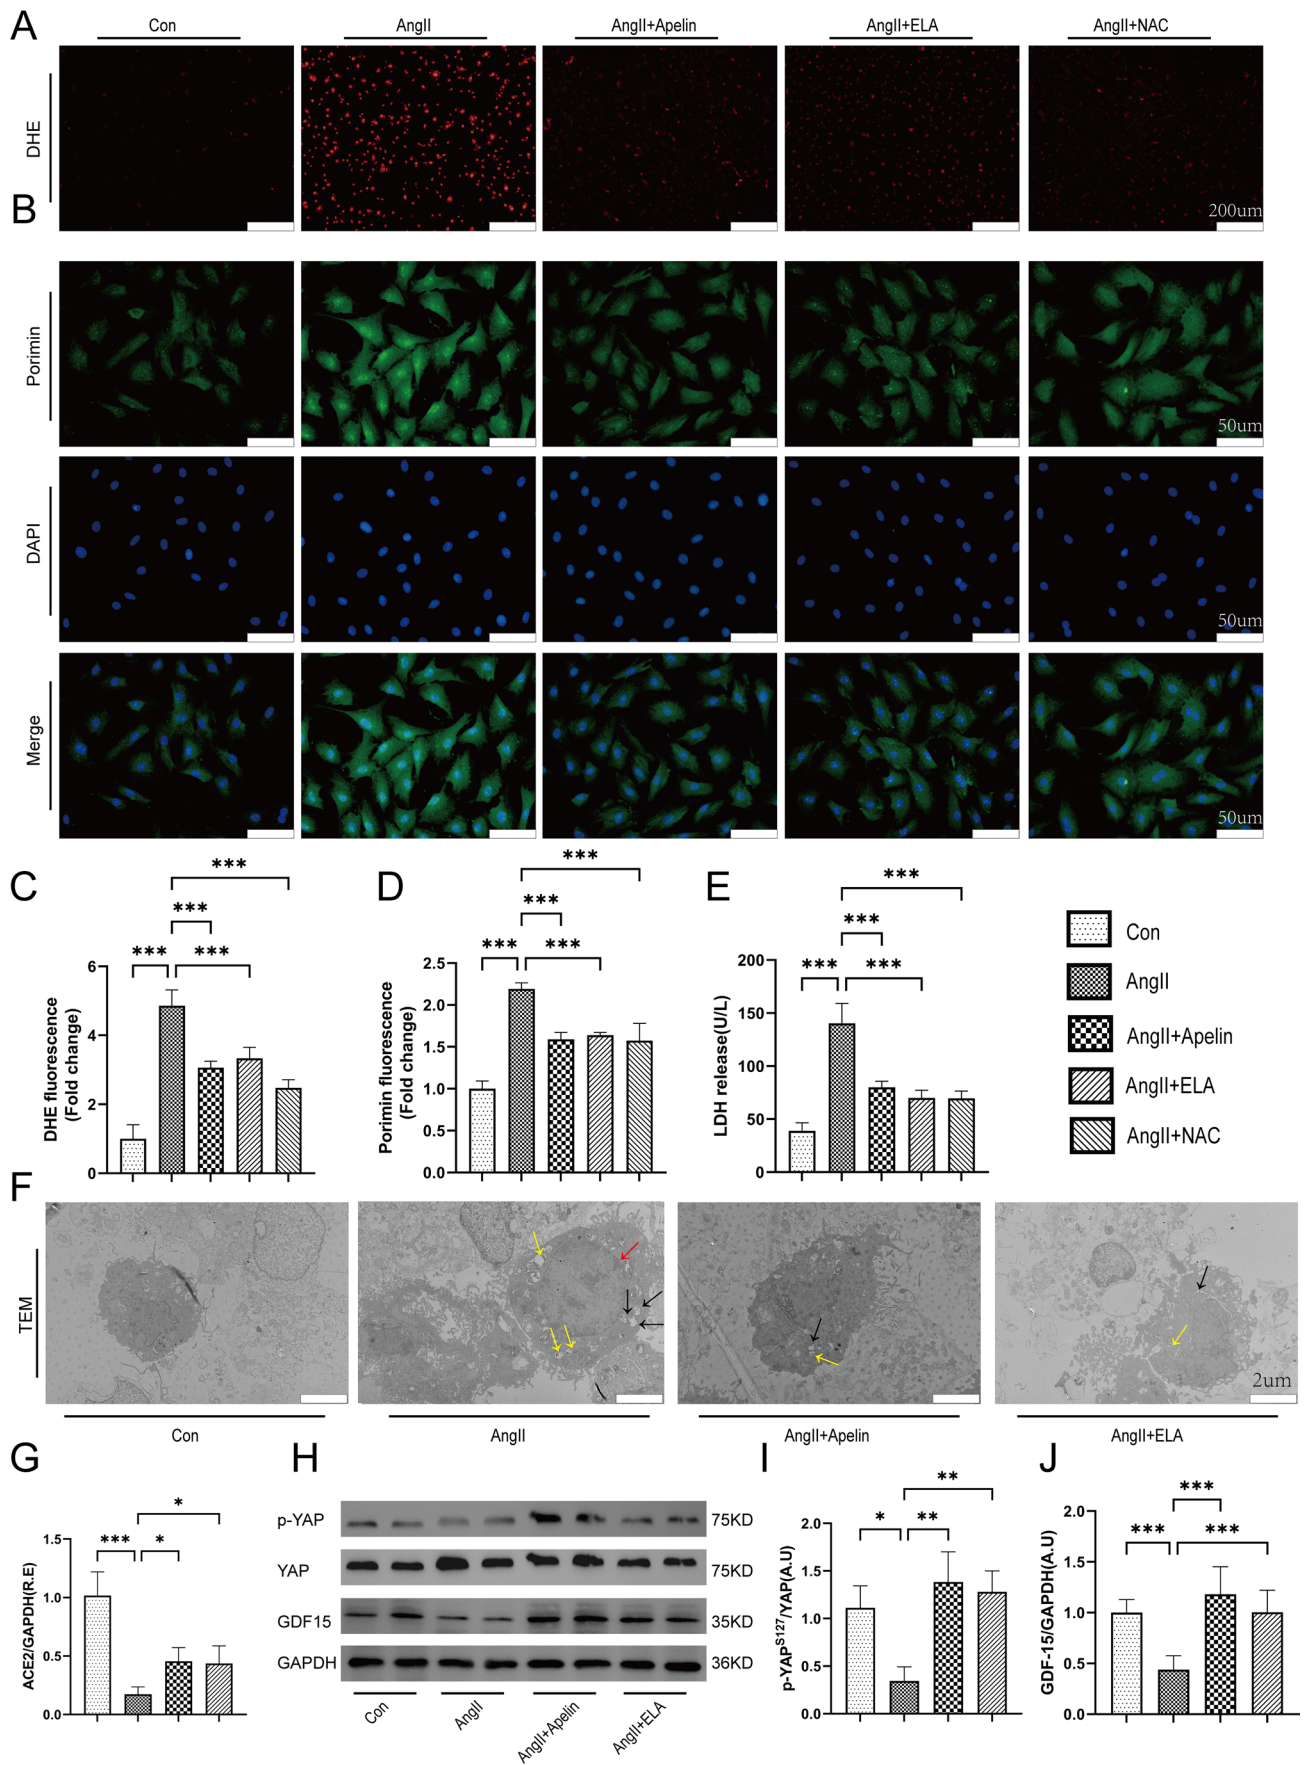 A
Con
AngII
AngII+Apelin
AngII+ELA
AngII+NAC
DHE
200um
B
Porimin
50um
DAPI
50um
Merge
50um
C
***
***
***
***
DHE fluorescence
(Fold change)
6
4
2
0
D
***
***
***
***
Porimin fluorescence
(Fold change)
2.5
2.0
1.5
1.0
0.5
0.0
E
***
***
***
***
LDH release(U/L)
200
150
100
50
0
Con
AngII
AngII+Apelin
AngII+ELA
AngII+NAC
F
TEM
2um
Con
AngII
AngII+Apelin
AngII+ELA
G
*
***
*
ACE2/GAPDH(R.E)
1.5
1.0
0.5
0.0
H
p-YAP
75KD
YAP
75KD
GDF15
35KD
GAPDH
36KD
Con
AngII
AngII+Apelin
AngII+ELA
I
**
*
**
p-YAPS127/YAP(A.U)
2.0
1.5
1.0
0.5
0.0
J
***
***
***
GDF-15/GAPDH(A.U)
2.0
1.5
1.0
0.5
0.0